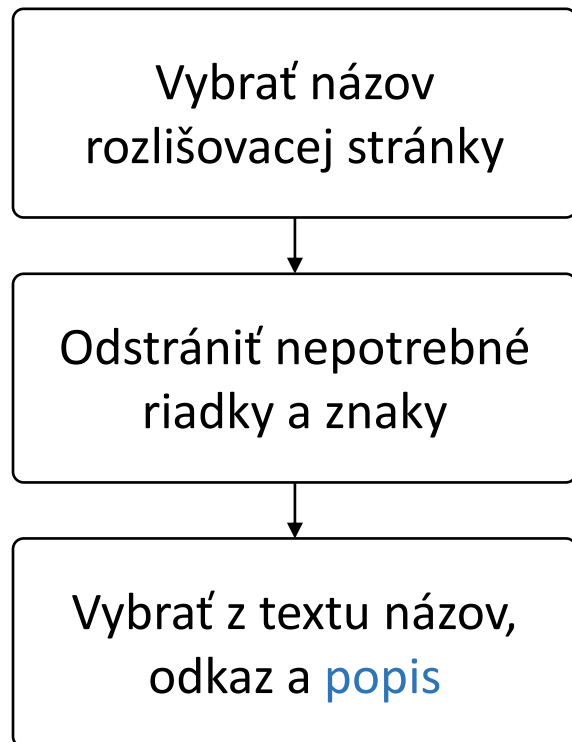 Vybrať názov
rozlišovacej stránky
Odstrániť nepotrebné
riadky a znaky
Vybrať z textu názov,
odkaz a popis